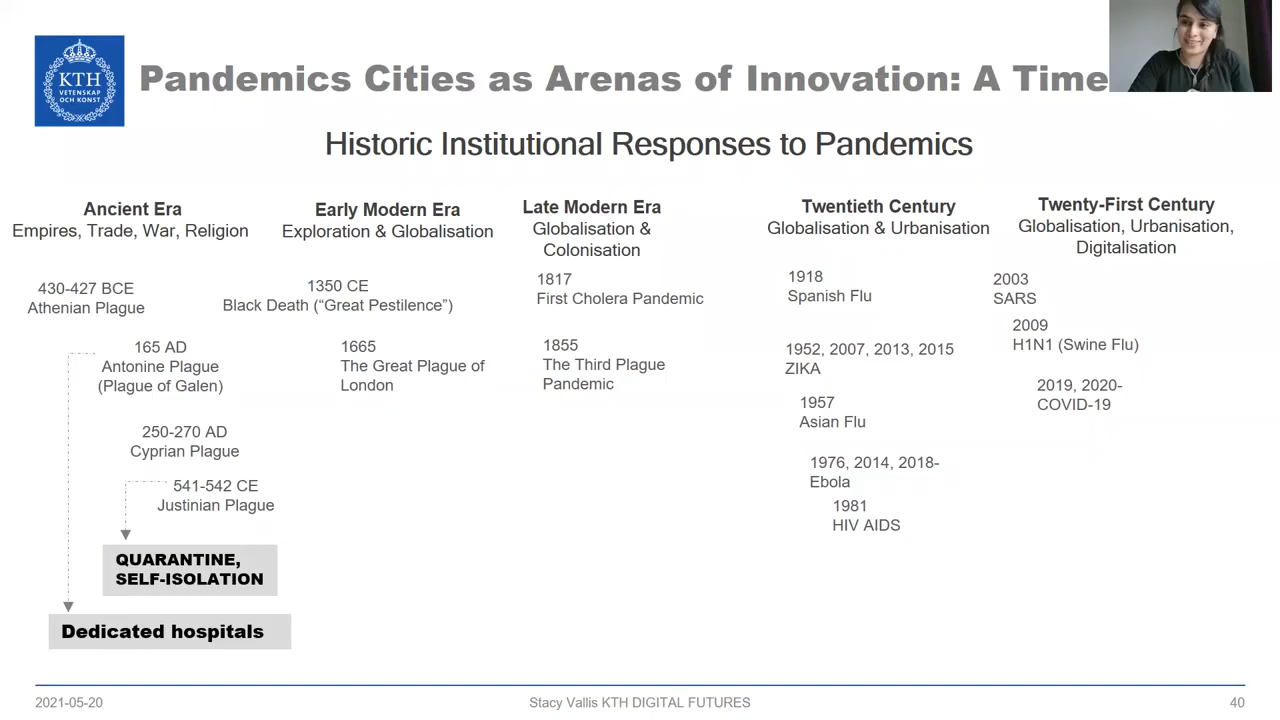 KTH
VETENSKAP
OCH KONST
Pandemics Cities as Arenas of Innovation: A Time
Historic Institutional Responses to Pandemics
Ancient Era
Empires, Trade, War, Religion
430-427 BCE
Athenian Plague
165 AD
Antonine Plague
(Plague of Galen)
250-270 AD
Cyprian Plague
541-542 CE
Justinian Plague
QUARANTINE,
SELF-ISOLATION
Dedicated hospitals
Early Modern Era
Exploration & Globalisation
1350 CE
Black Death (“Great Pestilence”)
1665
The Great Plague of
London
Late Modern Era
Globalisation &
Colonisation
1817
First Cholera Pandemic
1855
The Third Plague
Pandemic
Twentieth Century
Globalisation & Urbanisation
1918
Spanish Flu
1952, 2007, 2013, 2015
ZIKA
1957
Asian Flu
1976, 2014, 2018-
Ebola
1981
HIV AIDS
Twenty-First Century
Globalisation, Urbanisation,
Digitalisation
2003
SARS
2009
H1N1 (Swine Flu)
2019, 2020-
COVID-19
2021-05-20
Stacy Vallis KTH DIGITAL FUTURES
40